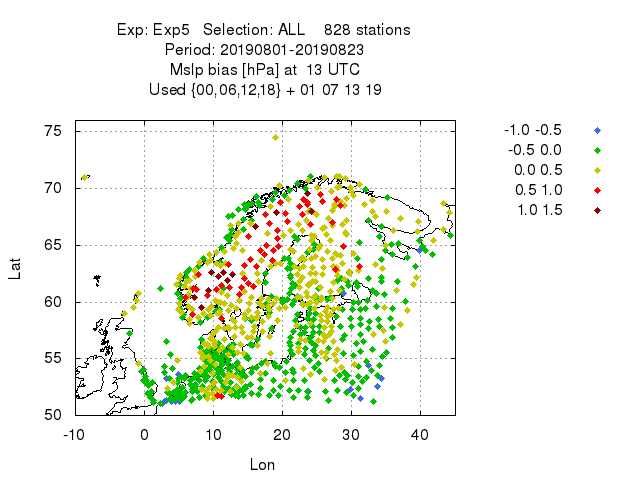 Exp: Exp5 Selection: ALL 828 stations
Period: 20190801-20190823
Mslp bias [hPa] at 13 UTC
Used {00,06,12,18} + 01 07 13 19
-1.0 -0.5
-0.5 0.0
0.0 0.5
0.5 1.0
1.0 1.5
75
70
65
60
55
50
Lat
-10 0 10 20 30 40
Lon